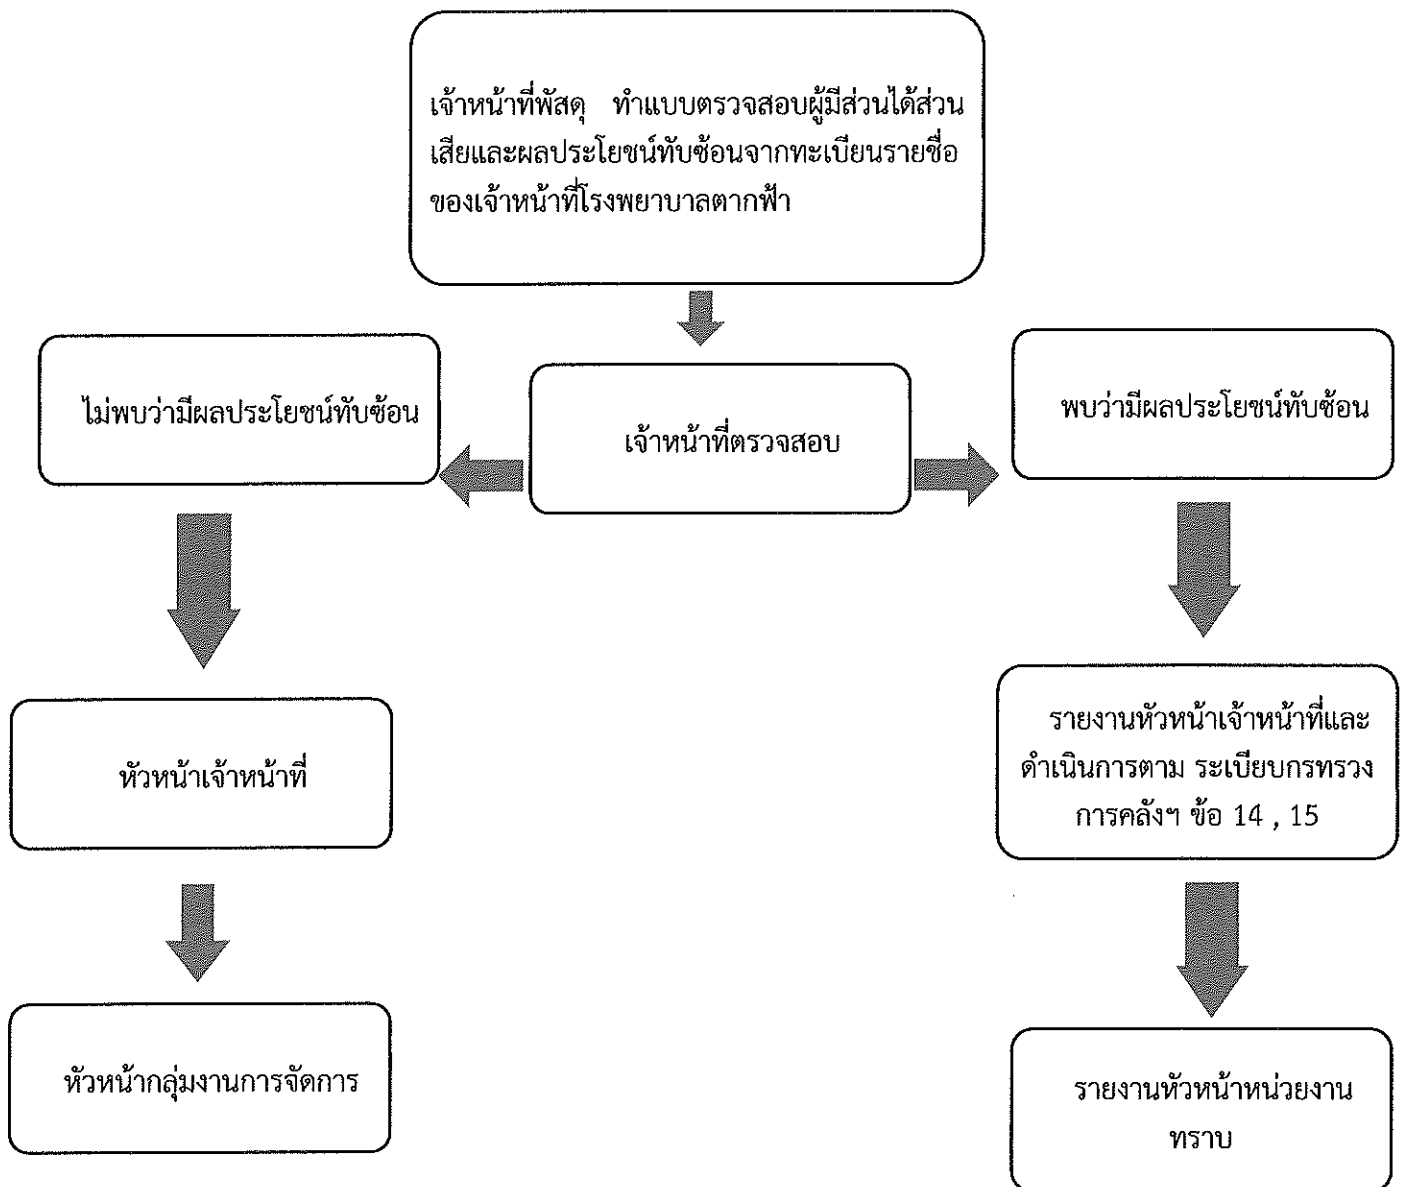 เจ้าหน้าที่พัสดุ ทำแบบตรวจสอบผู้มีส่วนได้ส่วน
เสียและผลประโยชน์ทับซ้อนจากทะเบียนรายชื่อ
ของเจ้าหน้าที่โรงพยาบาลตากฟ้า
ไม่พบว่ามีผลประโยชน์ทับซ้อน
เจ้าหน้าที่ตรวจสอบ
พบว่ามีผลประโยชน์ทับซ้อน
หัวหน้าเจ้าหน้าที่
รายงานหัวหน้าเจ้าหน้าที่และ
ดำเนินการตาม ระเบียบกรทรวง
การคลังฯ ข้อ 14 , 15
หัวหน้ากลุ่มงานการจัดการ
รายงานหัวหน้าหน่วยงาน
ทราบ